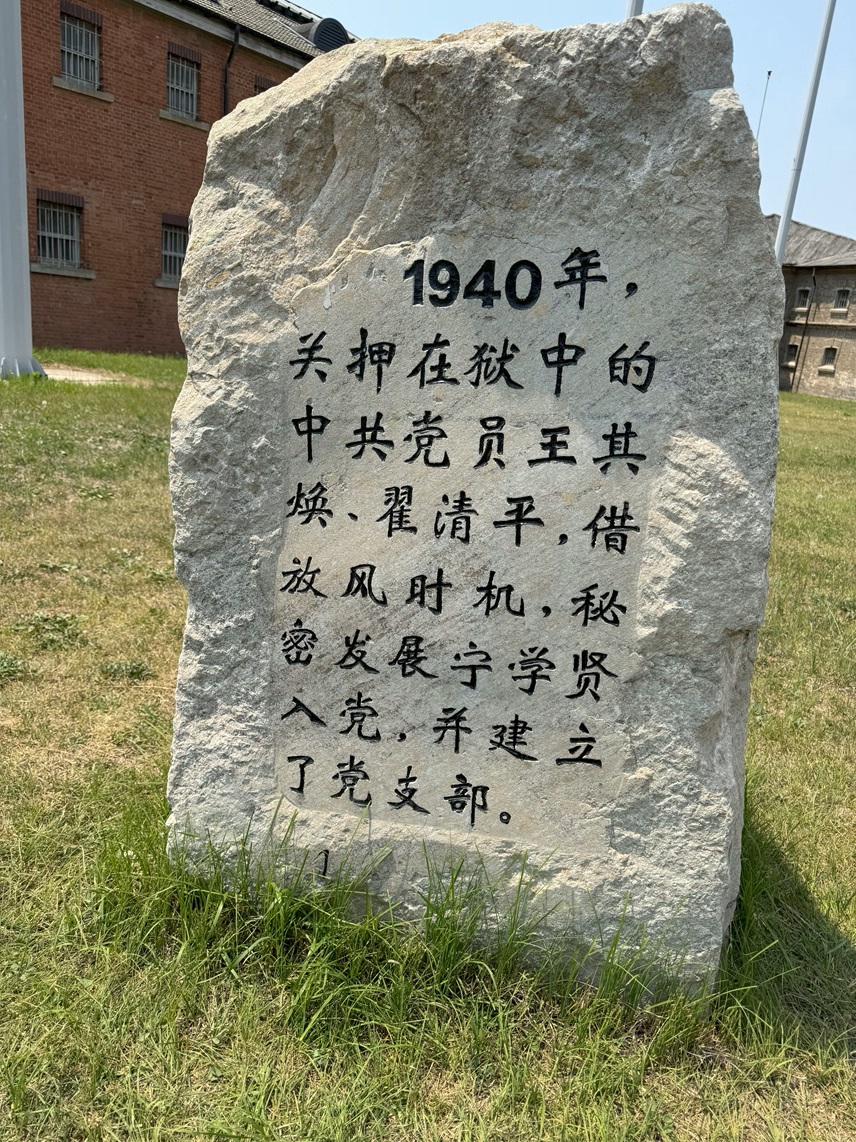 1940年，
关押在狱中的
中共党员王其
焕、翟清平，借
放风时机，秘
密发展宁学贤
入党，并建立
了党支部。
1